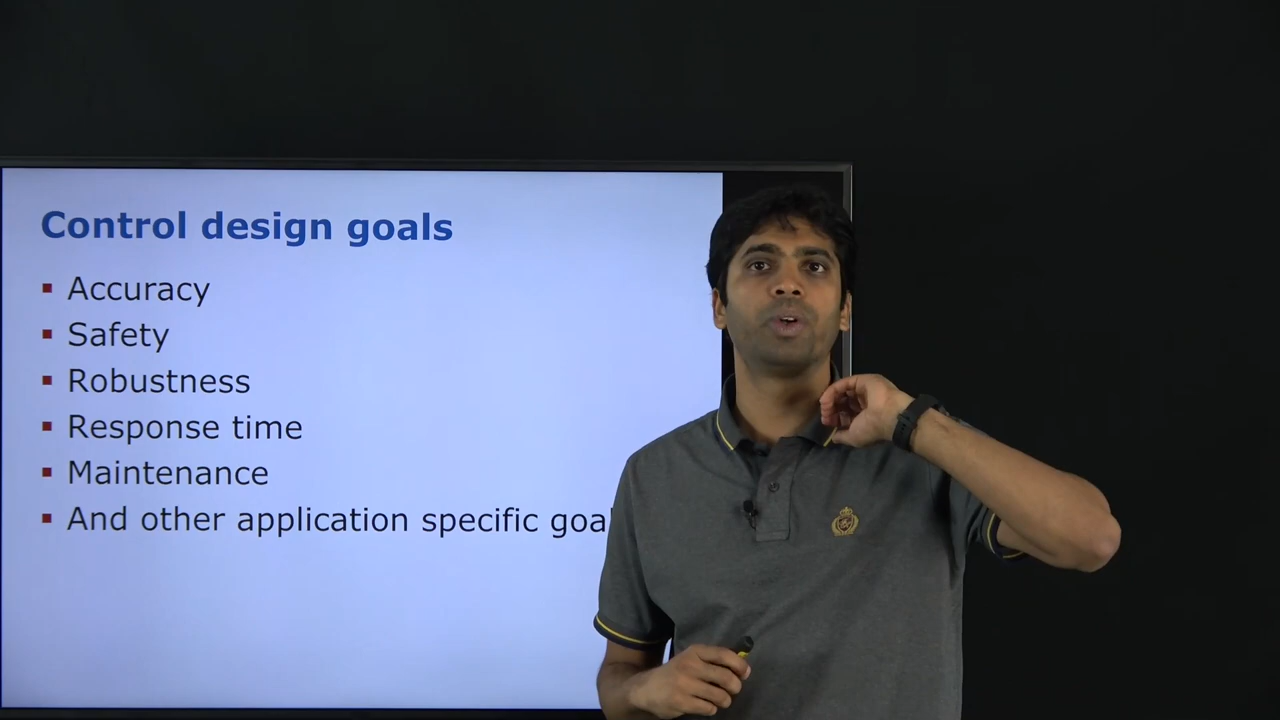 Control design goals
Accuracy
Safety
Robustness
Response time
Maintenance
And other application specific